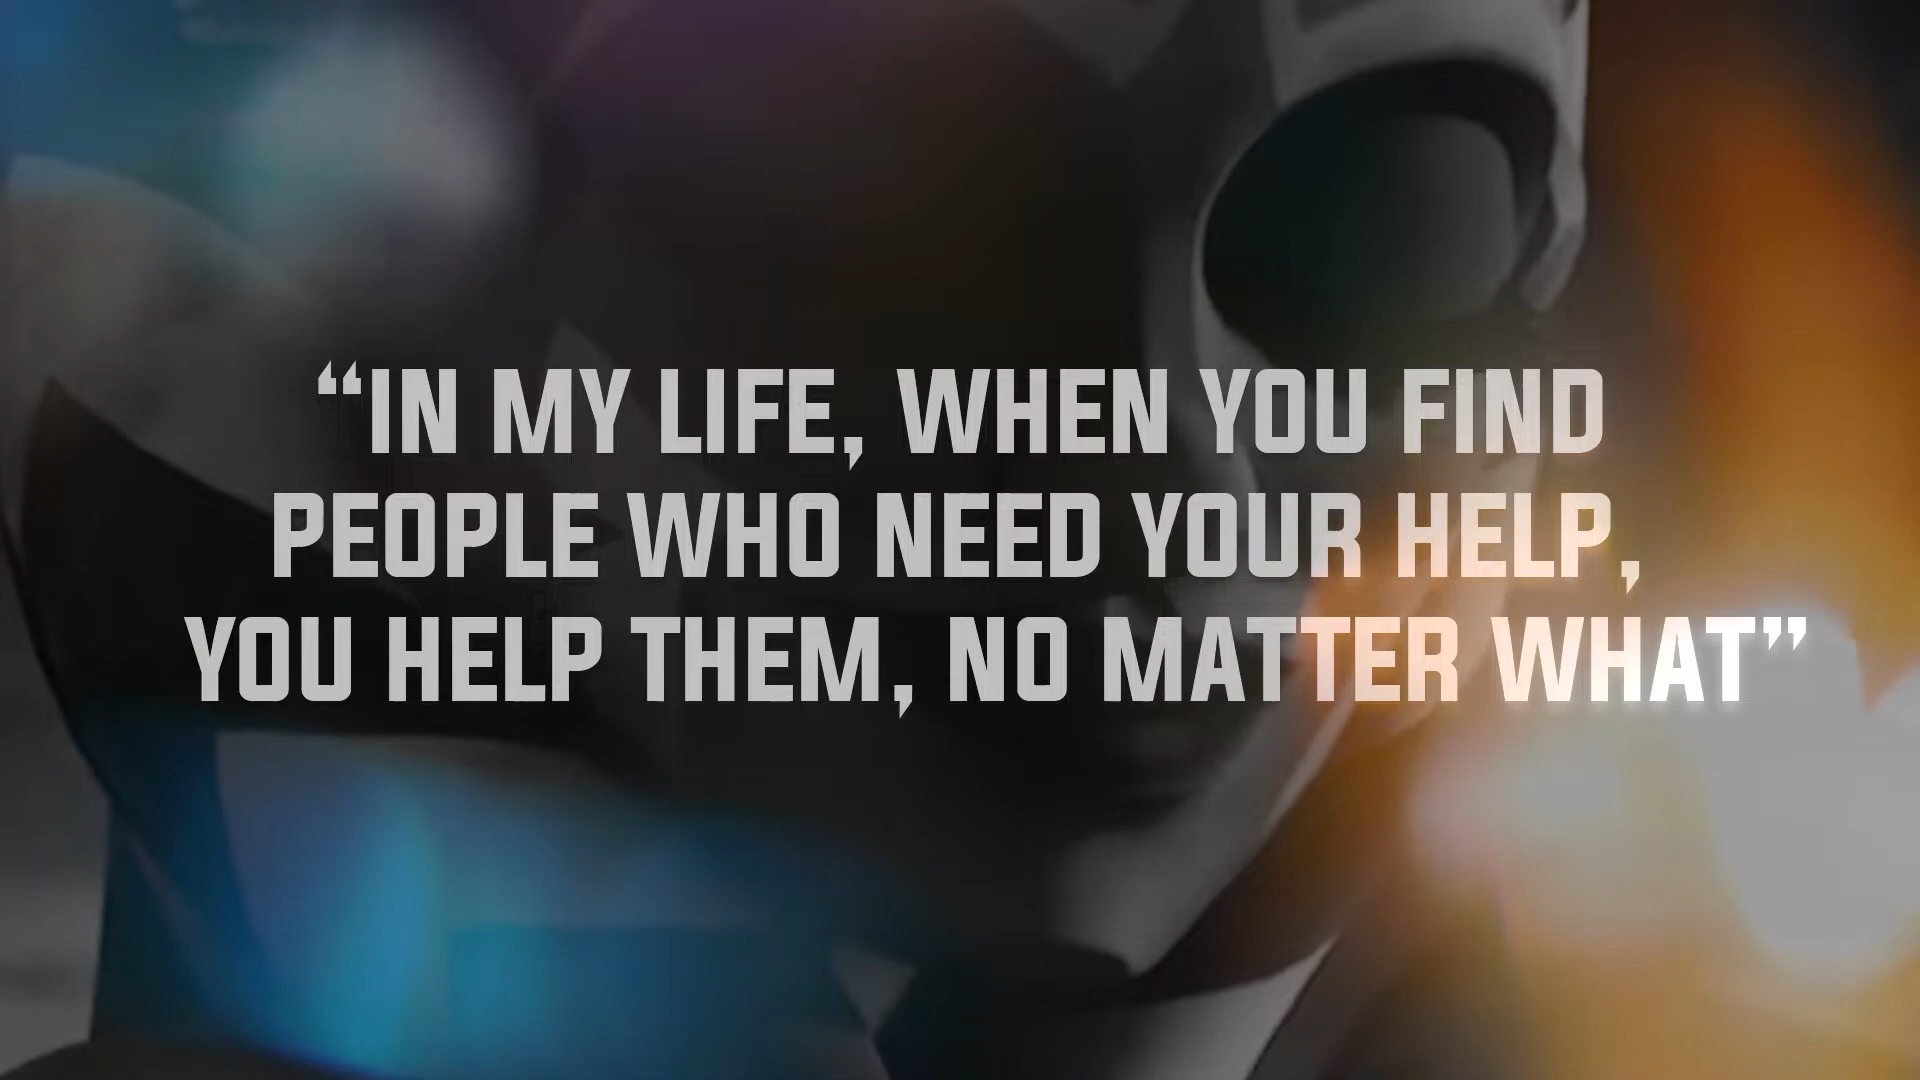 “IN MY LIFE, WHEN YOU FIND
PEOPLE WHO NEED YOUR HELP,
YOU HELP THEM, NO MATTER WHAT”